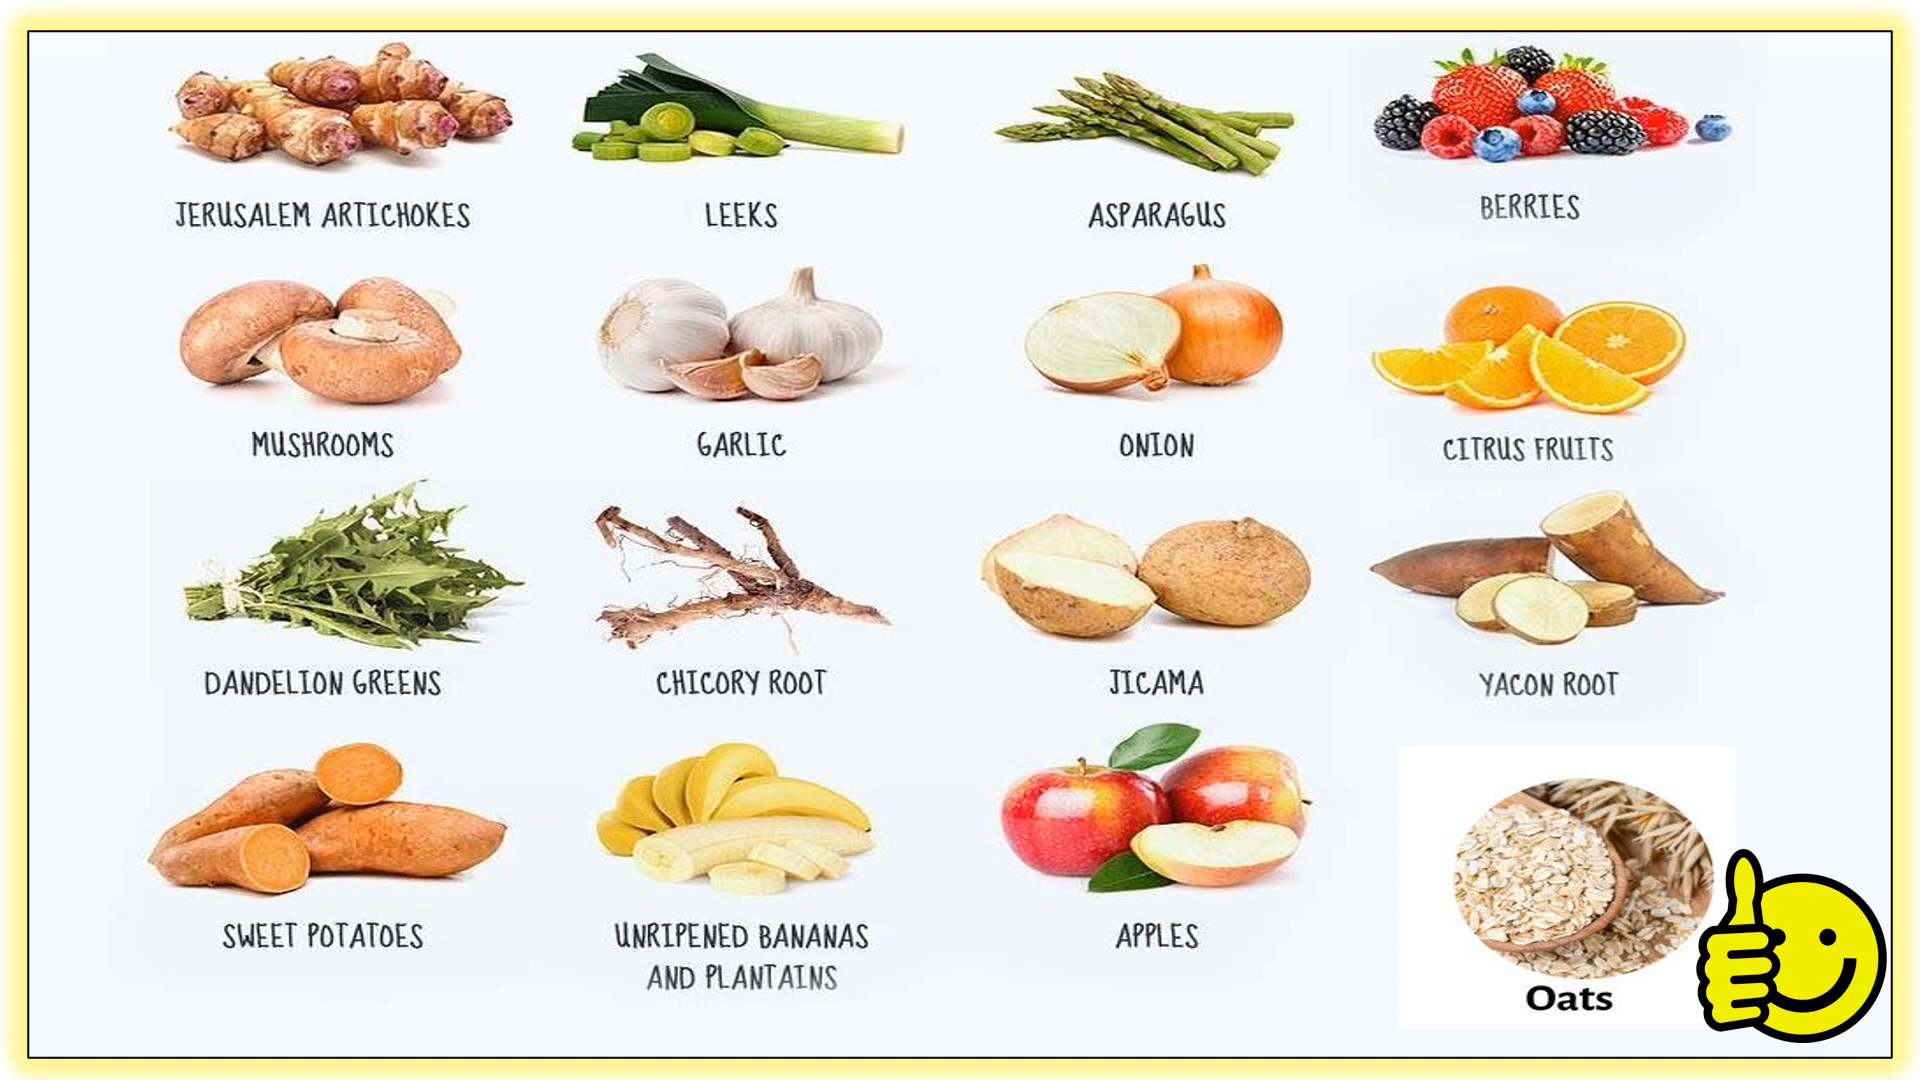 JERUSALEM ARTICHOKES
LEEKS
ASPARAGUS
BERRIES
MUSHROOMS
GARLIC
ONION
CITRUS FRUITS
DANDELION GREENS
CHICORY ROOT
JICAMA
YACON ROOT
SWEET POTATOES
UNRIPENED BANANAS
AND PLANTAINS
APPLES
Oats